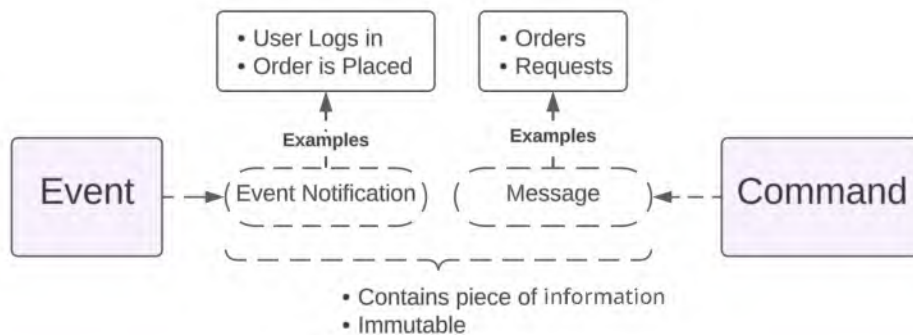 • User Logs in
• Order is Placed
• Orders
• Requests
Examples
Examples
Event
Event Notification
Message
Command
• Contains piece of information
• Immutable